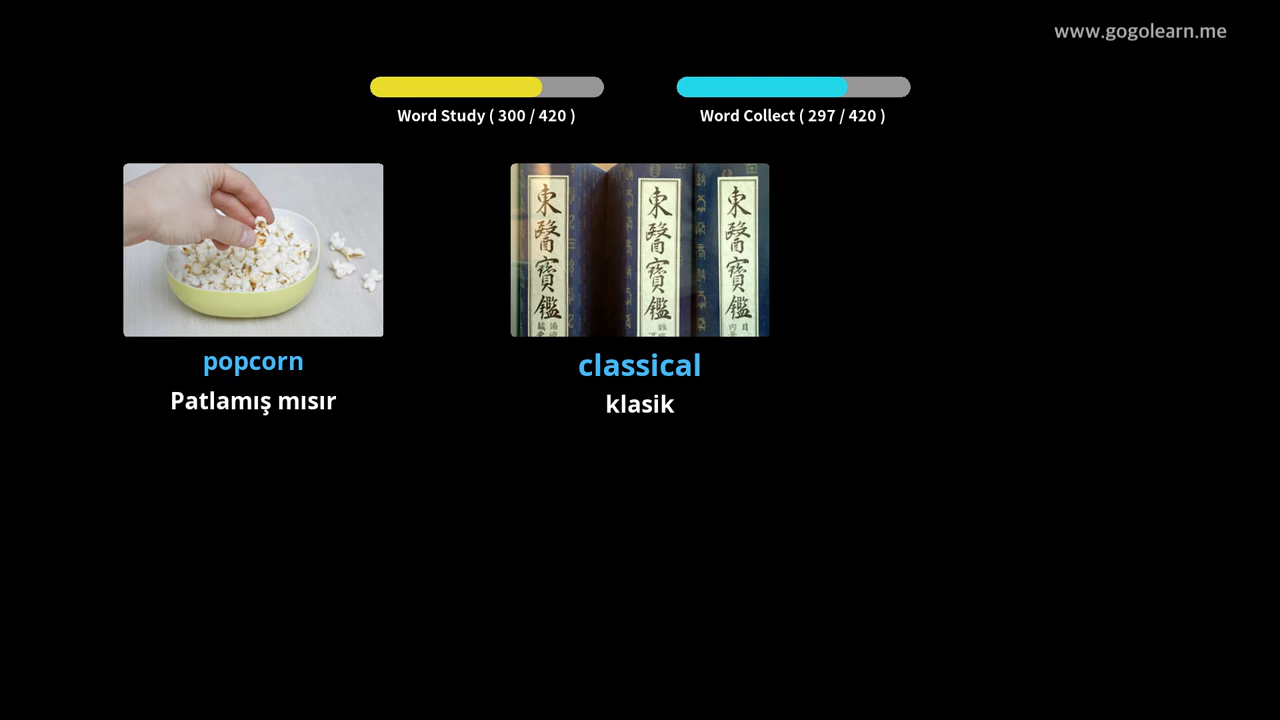 www.gogolearn.me
Word Study ( 300 / 420 )
Word Collect ( 297 / 420 )
東醫寶鑑
東醫寶鑑
東醫寶鑑
popcorn
Patlamış mısır
classical
klasik